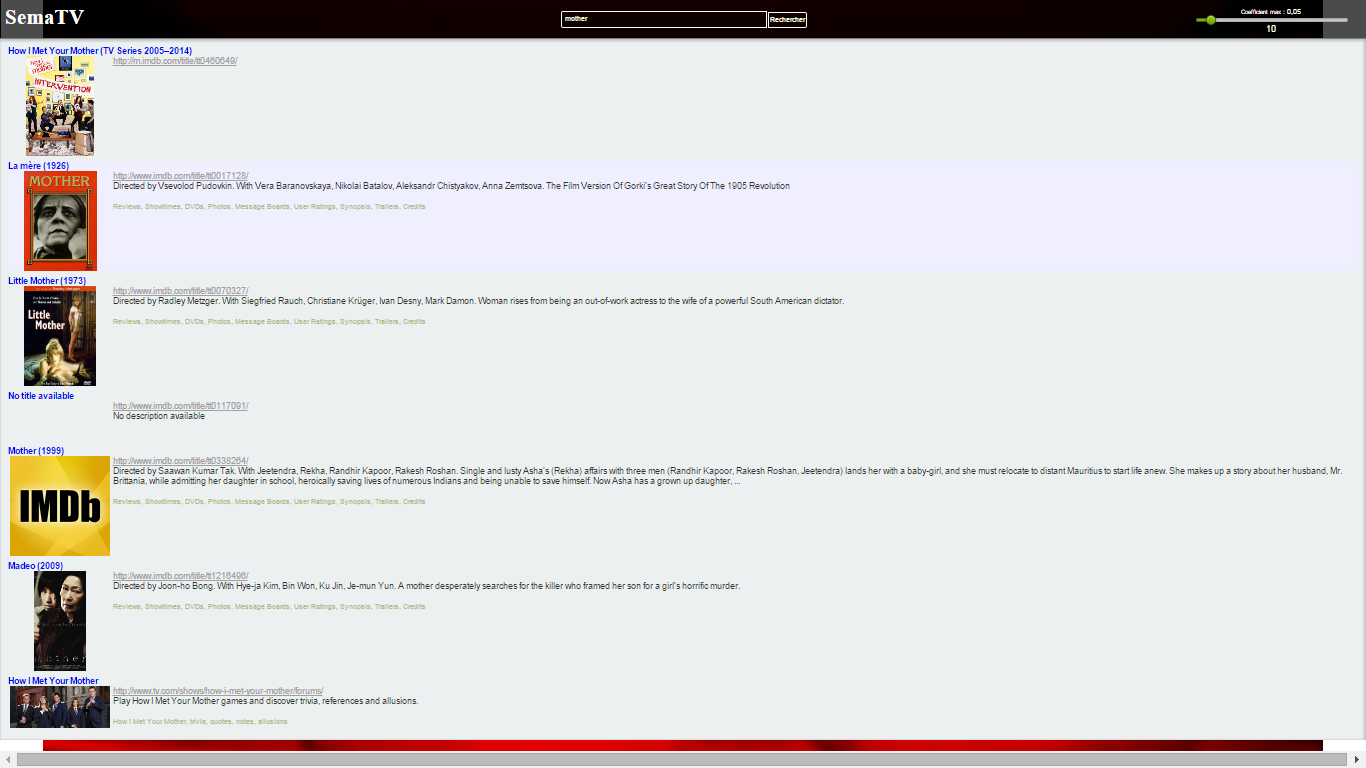 SemaTV
mother
Rechercher
Coefficient max : 0,05
10
How I Met Your Mother (TV Series 2005–2014)
http://m.imdb.com/title/tt0460649/
INTERVENTION
La mère (1926)
http://www.imdb.com/title/tt0017128/
MOTHER
Directed by Vsevolod Pudovkin. With Vera Baranovskaya, Nikolai Batalov, Aleksandr Chistyakov, Anna Zemtsova. The Film Version Of Gorki's Great Story Of The 1905 Revolution
Reviews, Showtimes, DVDs, Photos, Message Boards, User Ratings, Synopsis, Trailers, Credits
Little Mother (1973)
http://www.imdb.com/title/tt0070327/
Directed by Radley Metzger. With Siegfried Rauch, Christiane Krüger, Ivan Desny, Mark Damon. Woman rises from being an out-of-work actress to the wife of a powerful South American dictator.
Little
Mother
Reviews, Showtimes, DVDs, Photos, Message Boards, User Ratings, Synopsis, Trailers, Credits
No title available
http://www.imdb.com/title/tt0117091/
No description available
Mother (1999)
http://www.imdb.com/title/tt0338264/
Directed by Saawan Kumar Tak. With Jeetendra, Rekha, Randhir Kapoor, Rakesh Roshan. Single and lusty Asha's (Rekha) affairs with three men (Randhir Kapoor, Rakesh Roshan, Jeetendra) lands her with a baby-girl, and she must relocate to distant Mauritius to start life anew. She makes up a story about her husband, Mr.
Brittania, while admitting her daughter in school, heroically saving lives of numerous Indians and being unable to save himself. Now Asha has a grown up daughter, ...
IMDb
Reviews, Showtimes, DVDs, Photos, Message Boards, User Ratings, Synopsis, Trailers, Credits
Madeo (2009)
http://www.imdb.com/title/tt1216496/
Directed by Joon-ho Bong. With Hye-ja Kim, Bin Won, Ku Jin, Je-mun Yun. A mother desperately searches for the killer who framed her son for a girl's horrific murder.
Reviews, Showtimes, DVDs, Photos, Message Boards, User Ratings, Synopsis, Trailers, Credits
Mother
How I Met Your Mother
http://www.tv.com/shows/how-i-met-your-mother/forums/
Play How I Met Your Mother games and discover trivia, references and allusions.
How I Met Your Mother, trivia, quotes, notes, allusions